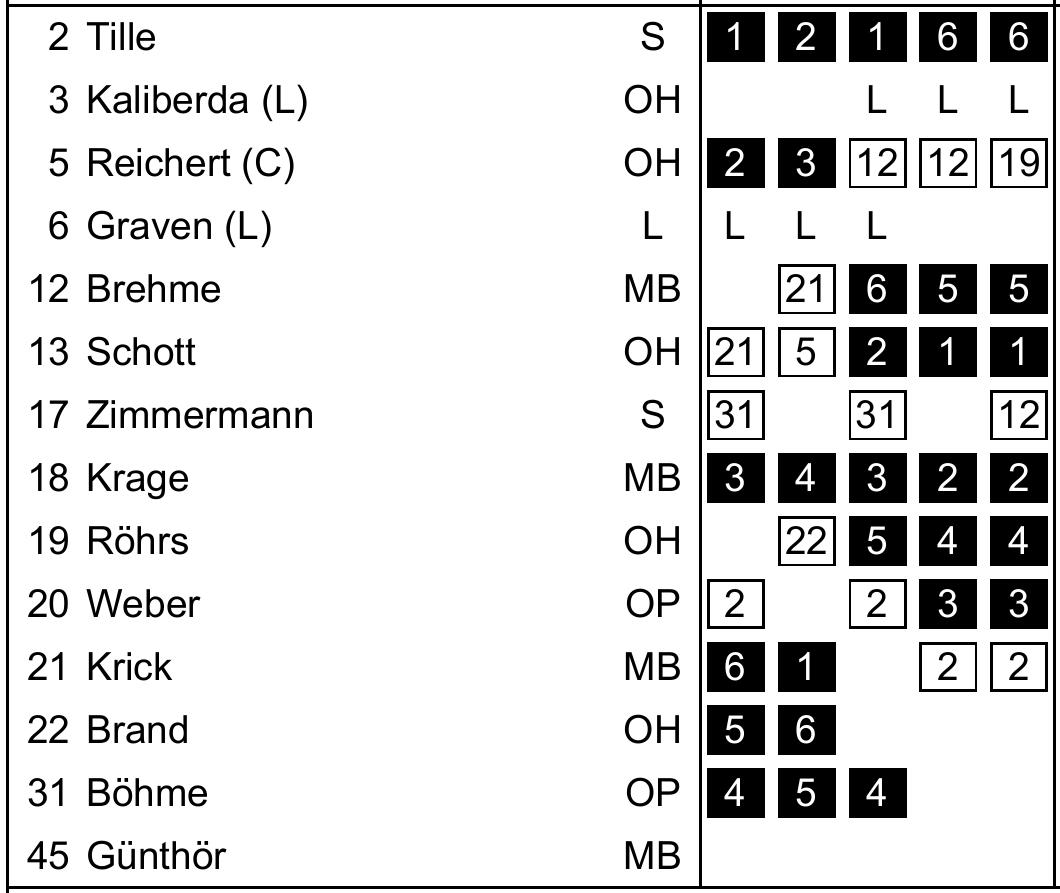 2 Tille S 1 2 1 6 6
3 Kaliberda (L) OH L L L
5 Reichert (C) OH 2 3 12 12 19
6 Graven (L) L L L L
12 Brehme MB 21 6 5 5
13 Schott OH 21 5 2 1 1
17 Zimmermann S 31 31 12
18 Krage MB 3 4 3 2 2
19 Röhrs OH 22 5 4 4
20 Weber OP 2 2 3 3
21 Krick MB 6 1 2 2
22 Brand OH 5 6
31 Böhme OP 4 5 4
45 Günthör MB